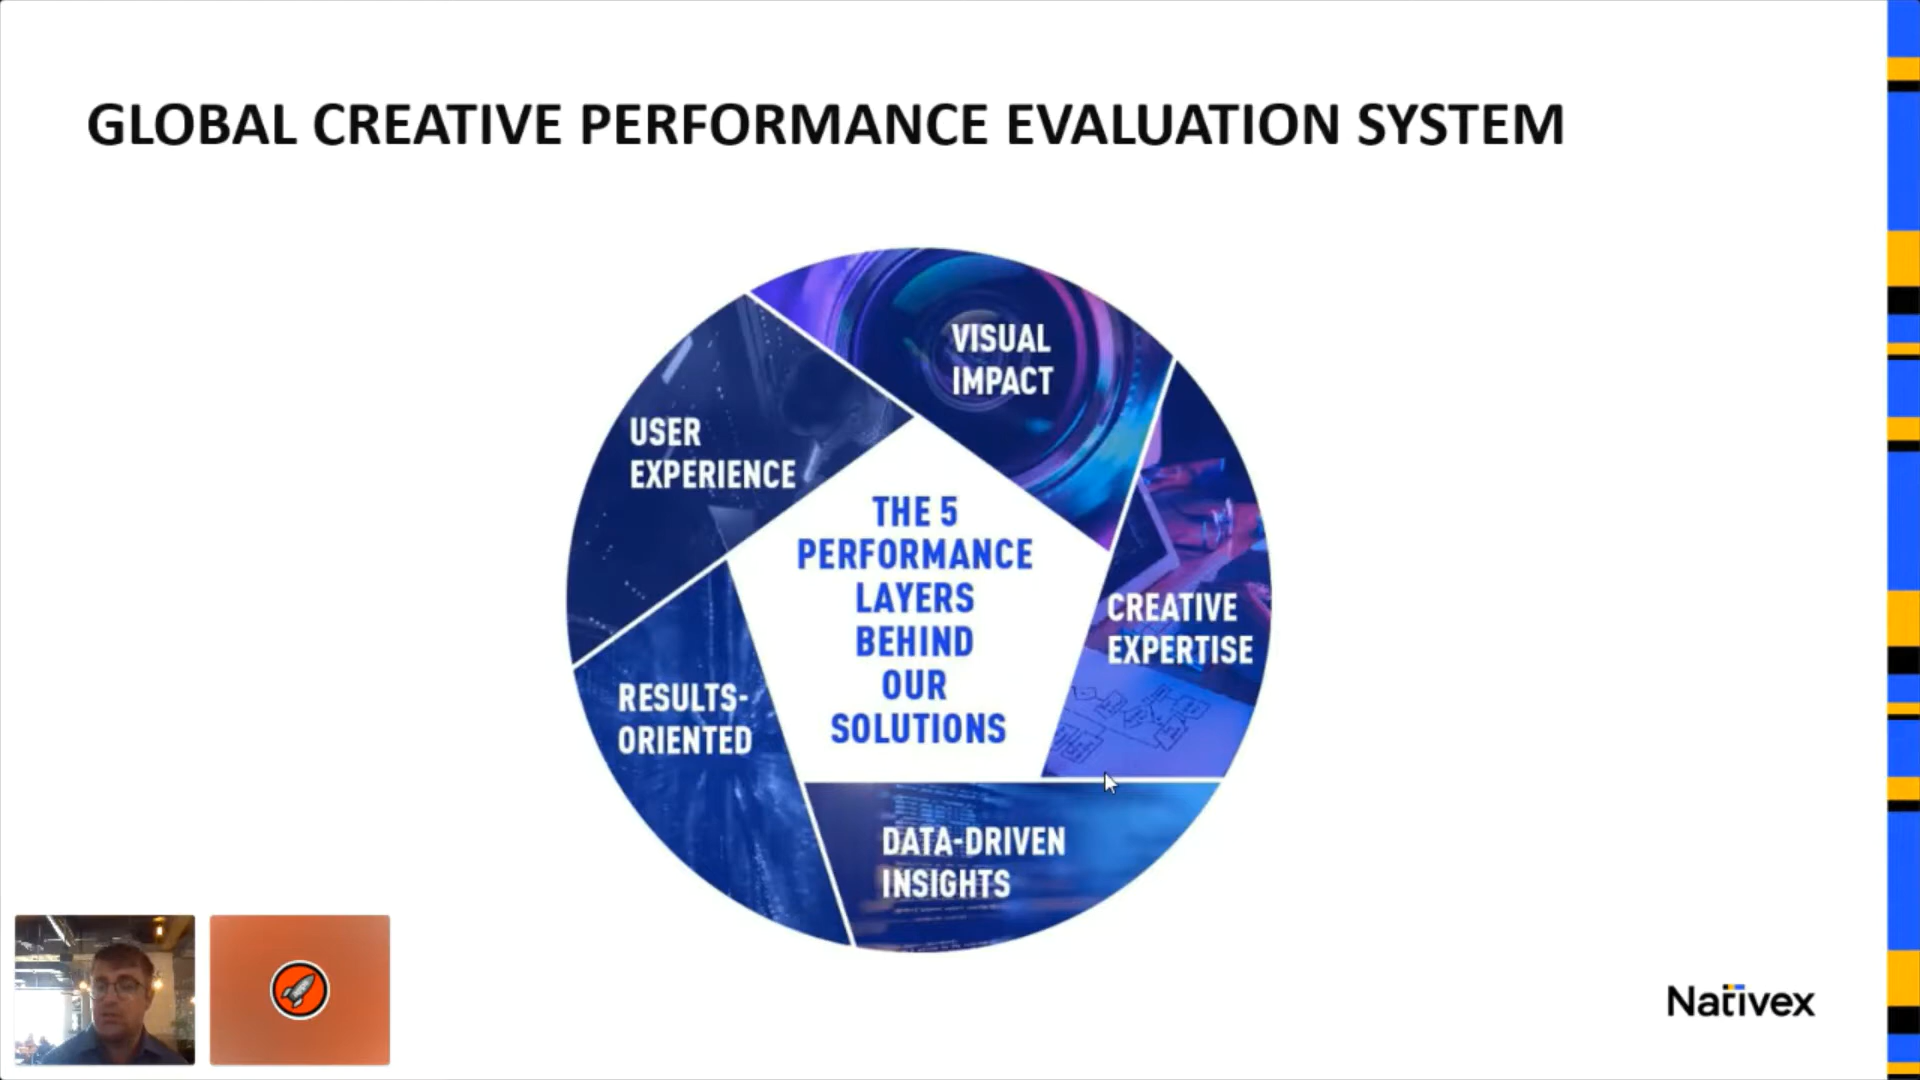 GLOBAL CREATIVE PERFORMANCE EVALUATION SYSTEM
VISUAL
IMPACT
USER
EXPERIENCE
THE 5
PERFORMANCE
LAYERS
BEHIND
OUR
SOLUTIONS
CREATIVE
EXPERTISE
RESULTS-
ORIENTED
DATA-DRIVEN
INSIGHTS
Nativex